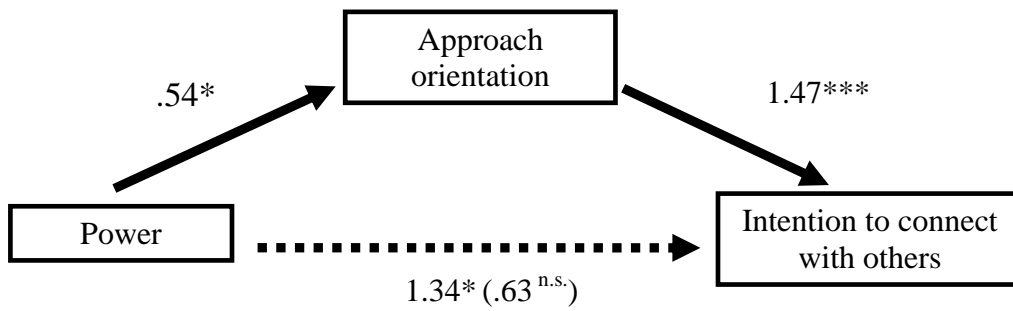 Approach
orientation
.54*
1.47***
Power
Intention to connect
with others
1.34* (.63 n.s.)